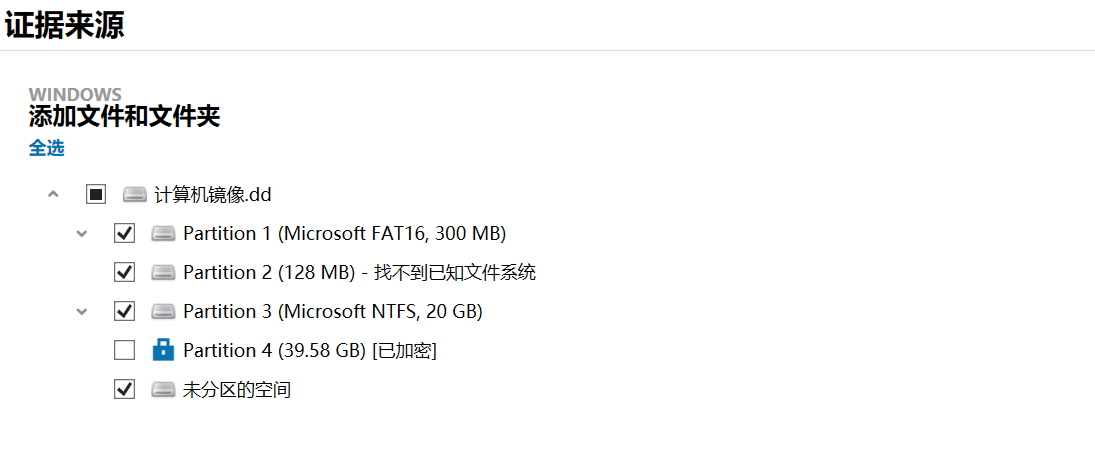 证据来源
WINDOWS
添加文件和文件夹
全选
计算机镜像.dd
Partition 1 (Microsoft FAT16, 300 MB)
Partition 2 (128 MB) - 找不到已知文件系统
Partition 3 (Microsoft NTFS, 20 GB)
Partition 4 (39.58 GB) [已加密]
未分区的空间